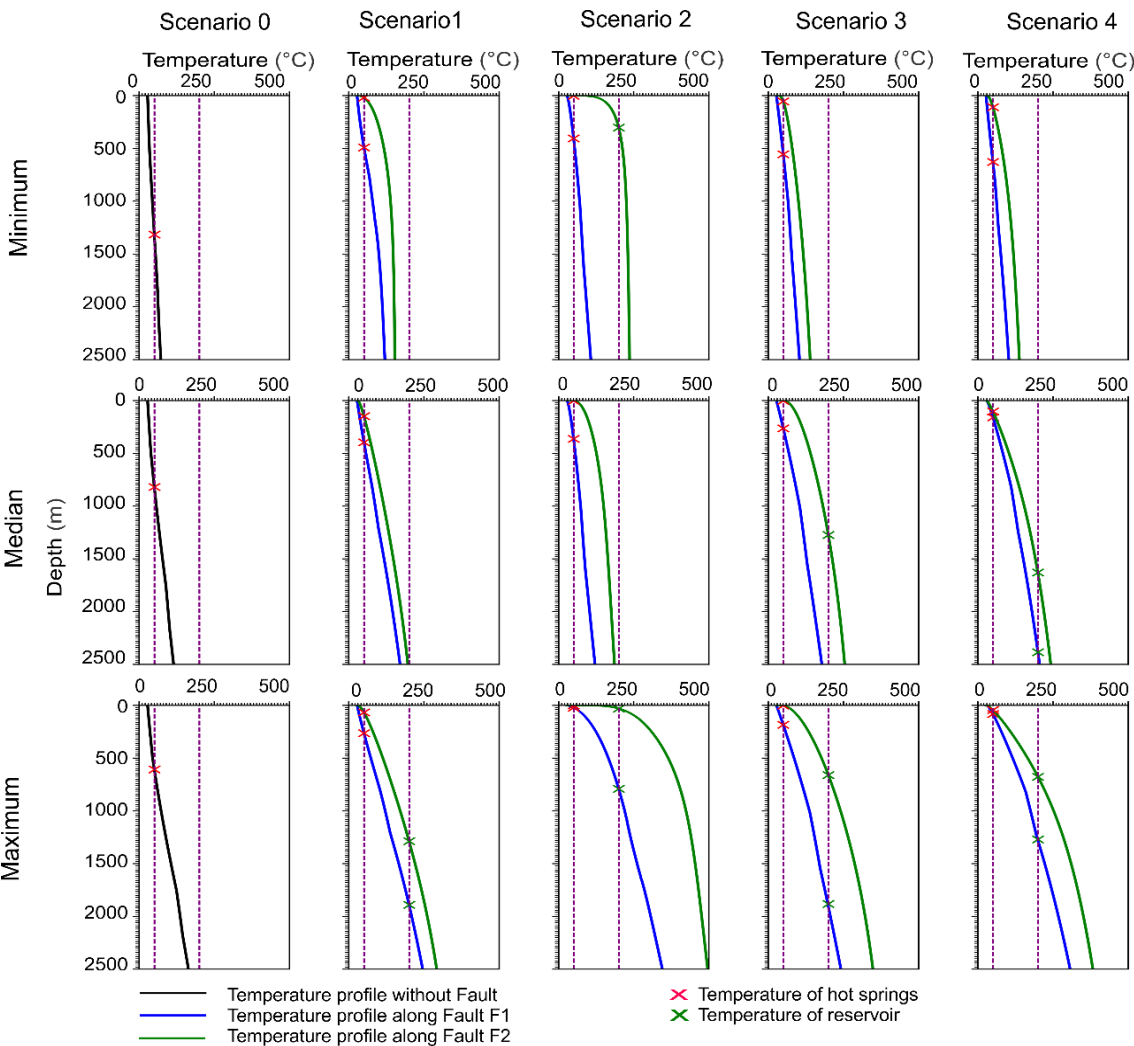 Scenario 0 Scenario1 Scenario 2 Scenario 3 Scenario 4
Temperature (°C) Temperature (°C) Temperature (°C) Temperature (°C) Temperature (°C)
0 250 500 0 250 500 0 250 500 0 250 500 0 250 500
Minimum
0
500
1000
1500
2000
2500
0 250 500 0 250 500 0 250 500 0 250 500 0 250 500
Median
Depth (m)
0
500
1000
1500
2000
2500
0 250 500 0 250 500 0 250 500 0 250 500 0 250 500
Maximum
0
500
1000
1500
2000
2500
Temperature profile without Fault
Temperature profile along Fault F1
Temperature profile along Fault F2
Temperature of hot springs
Temperature of reservoir